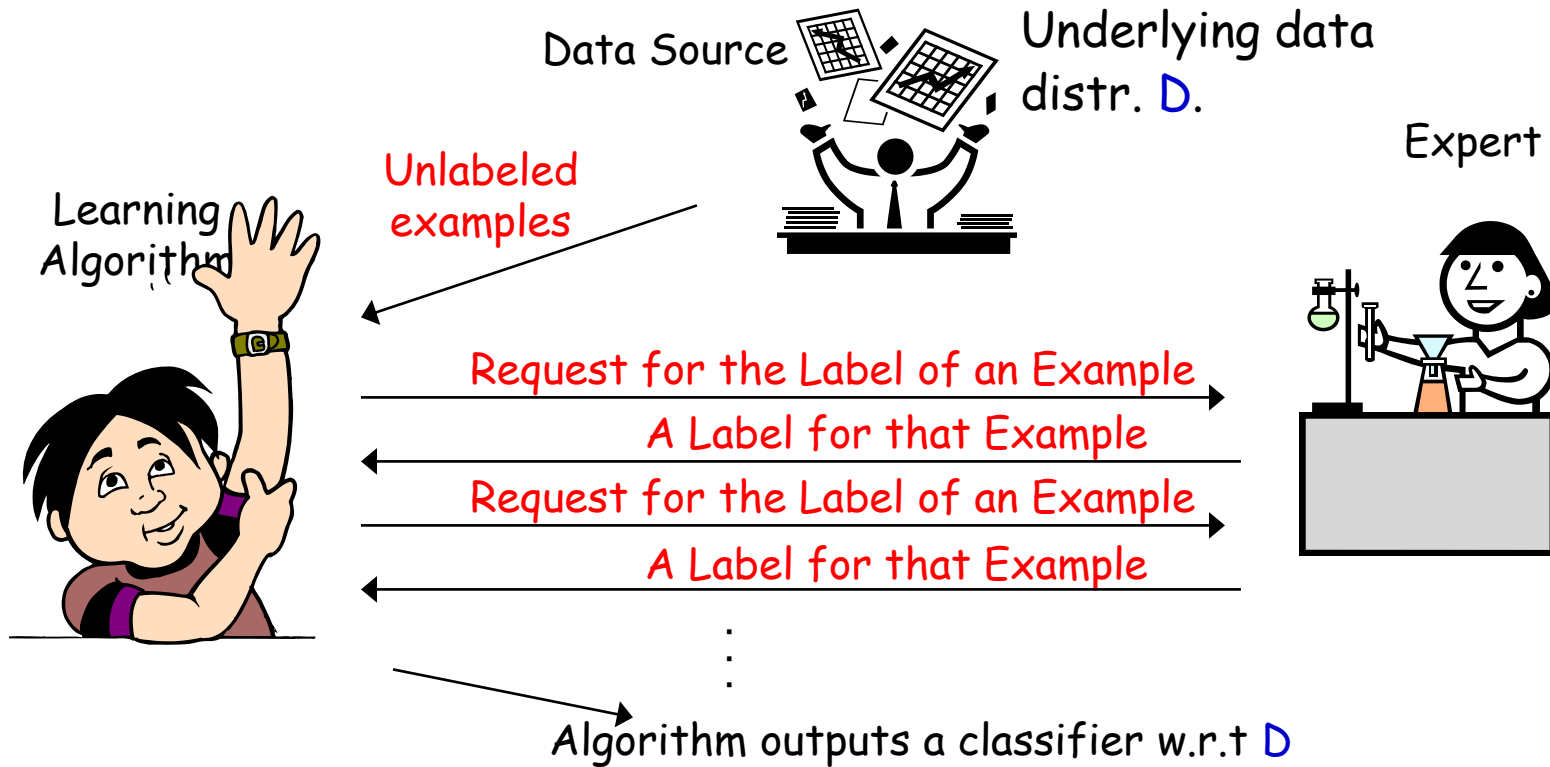 Data Source
Underlying data
distr. D.
Expert
Unlabeled
examples
Learning
Algorithm
Request for the Label of an Example
A Label for that Example
Request for the Label of an Example
A Label for that Example
.
.
.
Algorithm outputs a classifier w.r.t D